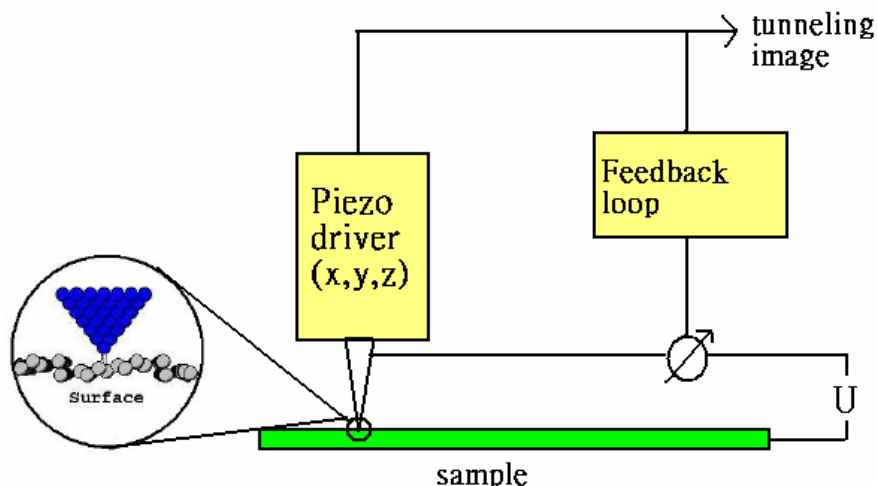 tunneling
image
Piezo
driver
(x,y,z)
Feedback
loop
Surface
U
sample